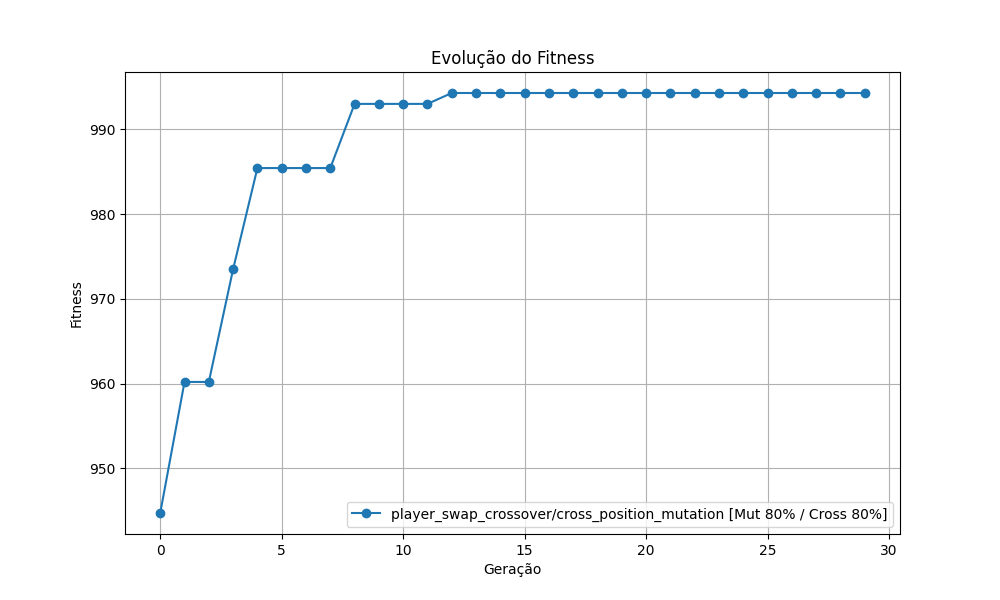 Evolução do Fitness
Fitness
990
980
970
960
950
player_swap_crossover/cross_position_mutation [Mut 80% / Cross 80%]
0 5 10 15 20 25 30
Geração